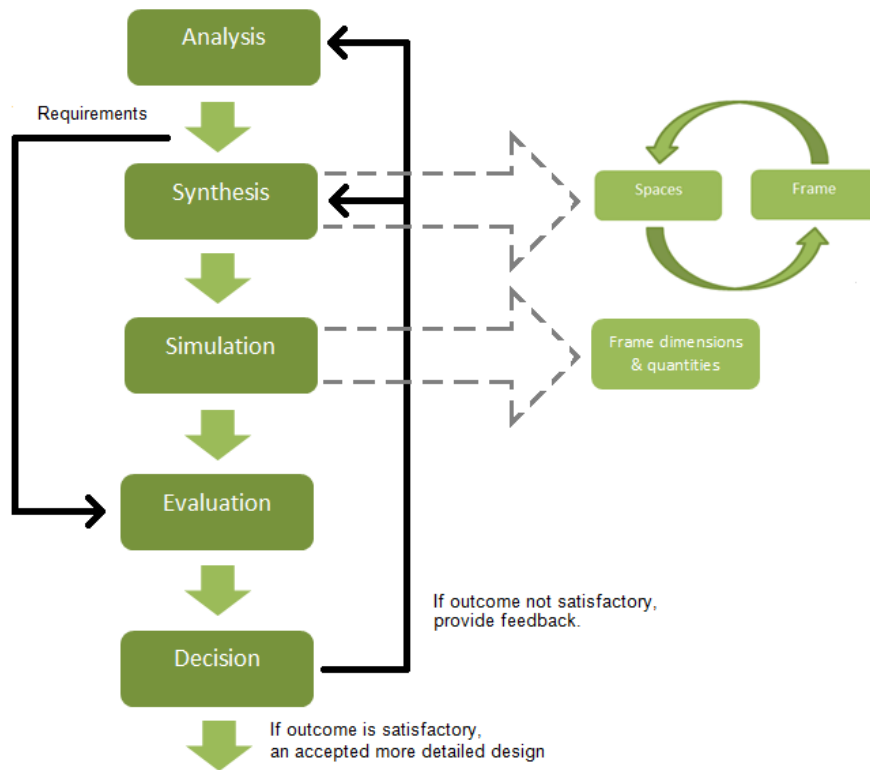 Analysis
Requirements
Synthesis
Spaces
Frame
Simulation
Frame dimensions
& quantities
Evaluation
If outcome not satisfactory,
provide feedback.
Decision
If outcome is satisfactory,
an accepted more detailed design